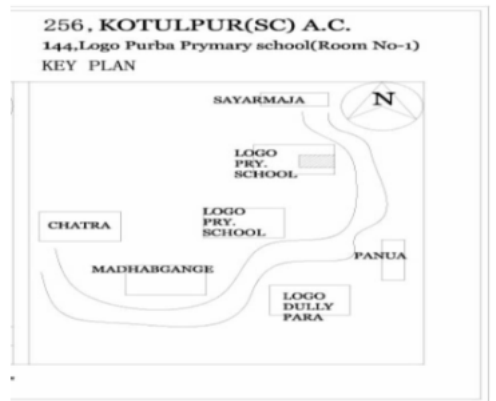 256, KOTULPUR(SC) A.C.
144,Logo Purba Prymary school(Room No-1)
KEY PLAN
SAYARMAJA
N
LOGO
PRY.
SCHOOL
LOGO
PRY.
SCHOOL
CHATRA
PANUA
MADHABGANGE
LOGO
DULLY
PARA